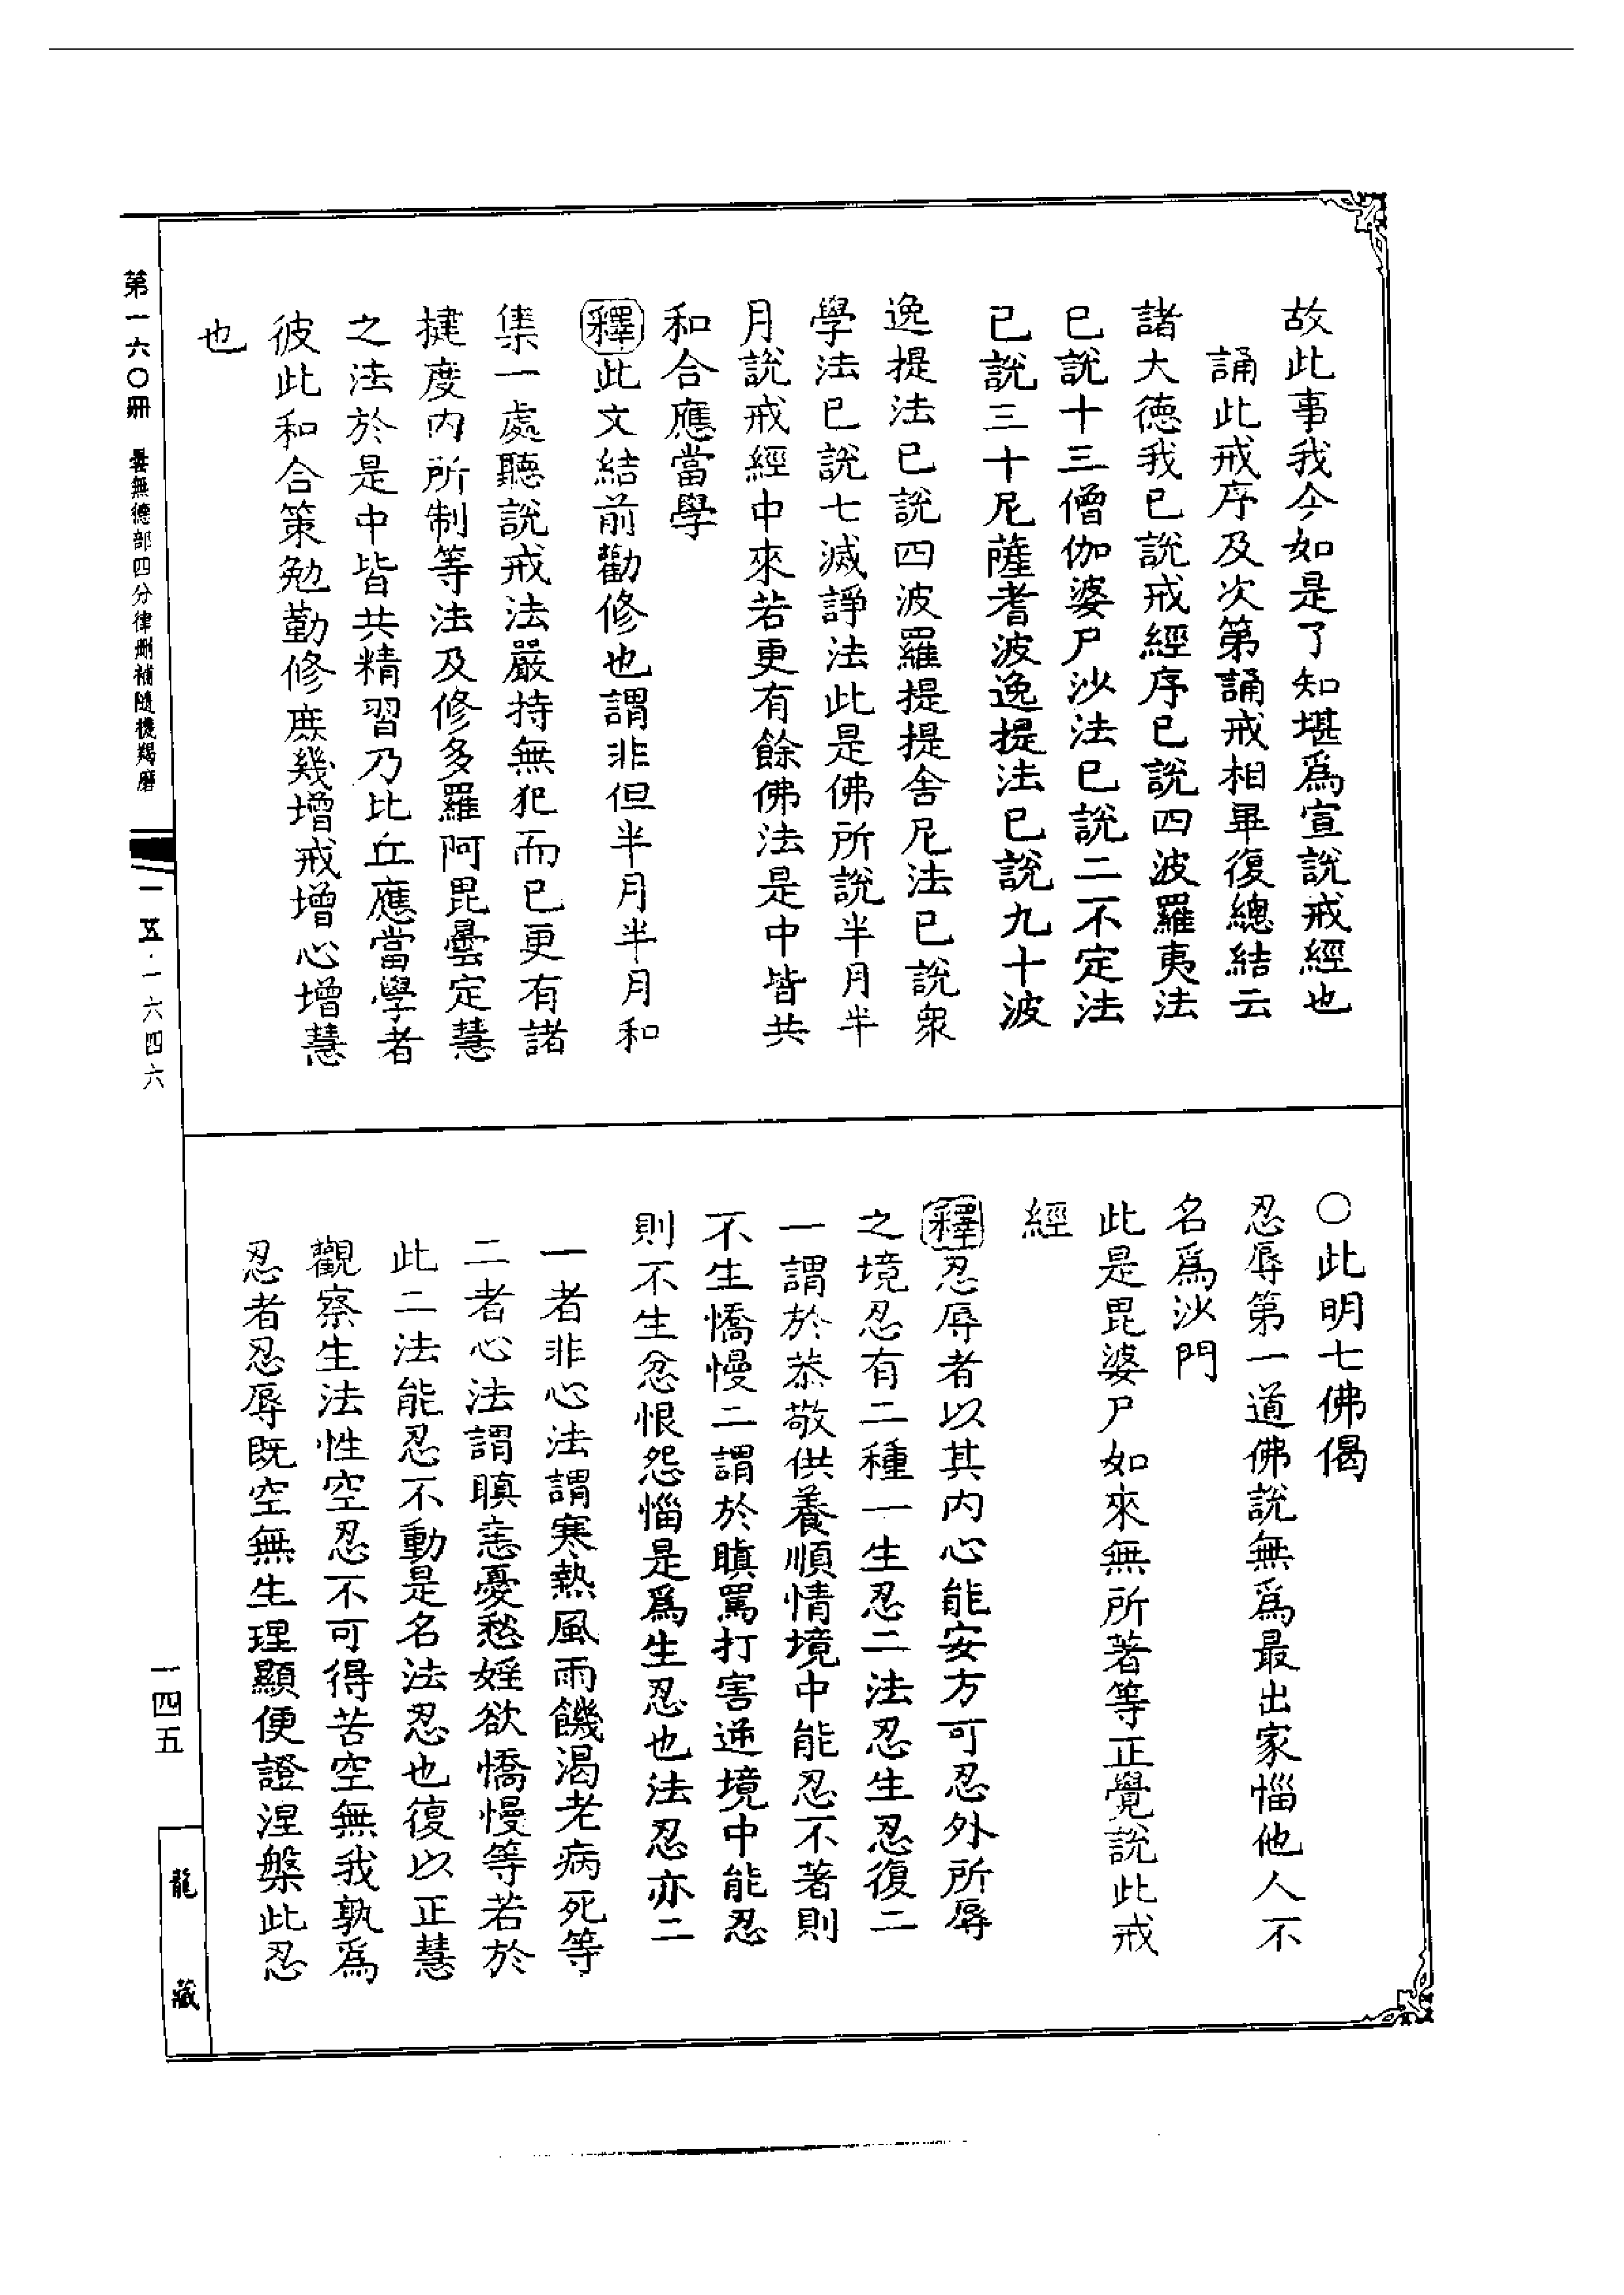 故此事我今如是了知堪爲宣說戒經也
誦此戒序及次第誦戒相畢復總結云
諸大德我已說戒經序已說四波羅夷法
已說十三僧伽婆尸沙法已說二不定法
已說三十尼薩耆波逸提法已說九十波
逸提法已說四波羅提提舍尼法已說衆
學法已說七滅諍法此是佛所說半月半
月說戒經中來若更有餘佛法是中皆共
和合應當學
釋此文結前勸修也謂非但半月半月和
集一處聽說戒法嚴持無犯而已更有諸
揵度內所制等法及修多羅阿毘曇定慧
之法於是中皆共精習乃比丘應當學者
彼此和合策勉勤修庶幾增戒增心增慧
也
○此明七佛偈
忍辱第一道佛說無爲最出家惱他人不
名爲沙門
此是毘婆尸如來無所著等正覺說此戒
經
釋忍辱者以其內心能安方可忍外所辱
之境忍有二種一生忍二法忍生忍復二
一謂於恭敬供養順情境中能忍不著則
不生憍慢二謂於瞋罵打害逆境中能忍
則不生忿恨怨惱是爲生忍也法忍亦二
一者非心法謂寒熱風雨饑渴老病死等
二者心法謂瞋恚憂愁婬欲憍慢等若於
此二法能忍不動是名法忍也復以正慧
觀察生法性空忍不可得苦空無我孰爲
忍者忍辱既空無生理顯便證涅槃此忍
第一六〇冊 曇無德部四分律刪補隨機羯磨
一五·一六四六
一四五
龍藏